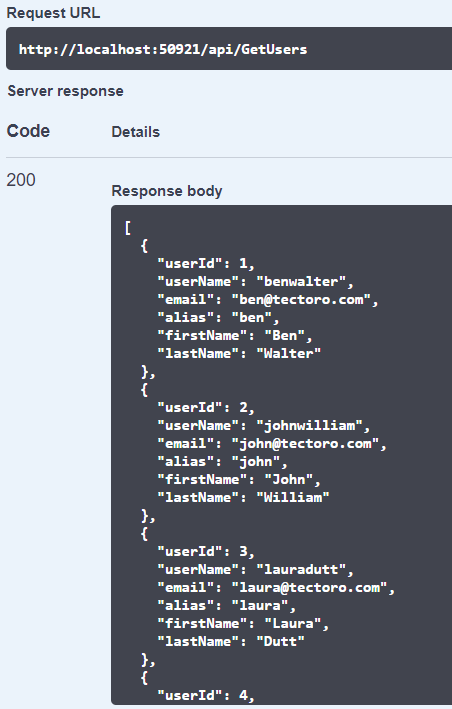 Request URL
http://localhost:50921/api/GetUsers
Server response
Code Details
200
Response body
[
{
"userId": 1,
"userName": "benwalter",
"email": "ben@tectoro.com",
"alias": "ben",
"firstName": "Ben",
"lastName": "Walter"
},
{
"userId": 2,
"userName": "johnwilliam",
"email": "john@tectoro.com",
"alias": "john",
"firstName": "John",
"lastName": "William"
},
{
"userId": 3,
"userName": "lauradutt",
"email": "laura@tectoro.com",
"alias": "laura",
"firstName": "Laura",
"lastName": "Dutt"
},
{
"userId": 4,